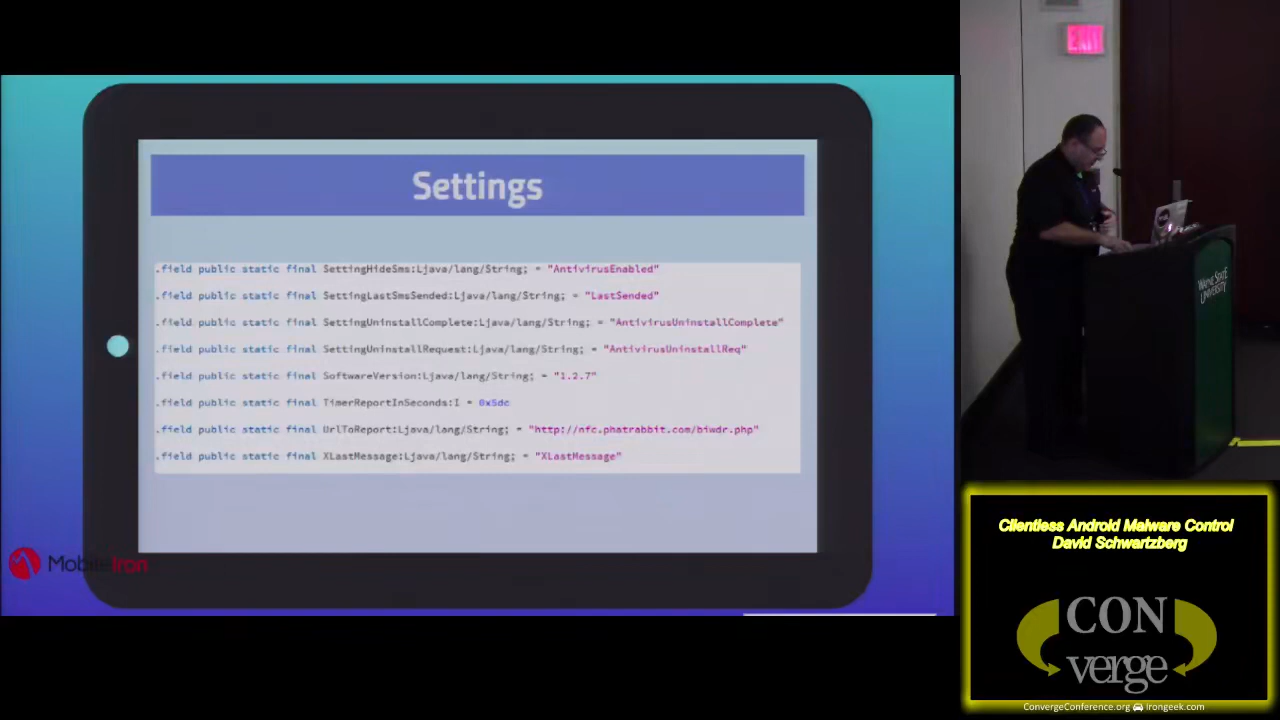 Settings
.field public static final SettingHideSms:Ljava/lang/String; = "AntivirusEnabled"
.field public static final SettingLastSmsSended:Ljava/lang/String; = "LastSended"
.field public static final SettingUninstallComplete:Ljava/lang/String; = "AntivirusUninstallComplete"
.field public static final SettingUninstallRequest:Ljava/lang/String; = "AntivirusUninstallReq"
.field public static final SoftwareVersion:Ljava/lang/String; = "1.2.7"
.field public static final TimerReportInSeconds:I = 0x5dc
.field public static final UrlToReport:Ljava/lang/String; = "http://nfc.phatrabbit.com/biwdr.php"
.field public static final XLastMessage:Ljava/lang/String; = "XLastMessage"
MobileIron
EXIT
WAYNE STATE
UNIVERSITY
Clientless Android Malware Control
David Schwartzberg
CON
verge
ConvergeConference.org Irongeek.com